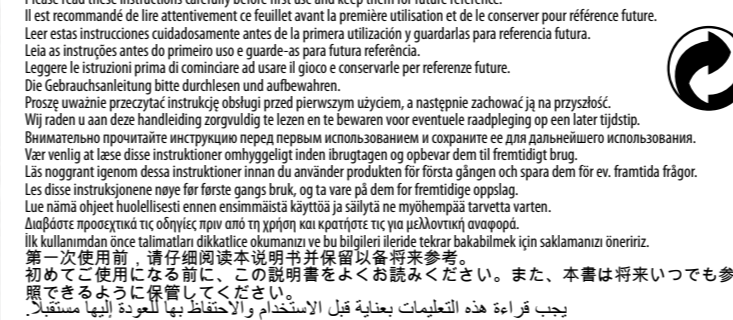 Please read these instructions carefully before first use and keep them for future reference.
Il est recommandé de lire attentivement ce feuillet avant la première utilisation et de le conserver pour référence future.
Leer estas instrucciones cuidadosamente antes de la primera utilización y guardarlas para referencia futura.
Leia as instruções antes do primeiro uso e guarde-as para futura referência.
Leggere le istruzioni prima di cominciare ad usare il gioco e conservarle per referenze future.
Die Gebrauchsanleitung bitte durchlesen und aufbewahren.
Proszę uważnie przeczytać instrukcję obsługi przed pierwszym użyciem, a następnie zachować ją na przyszłość.
Wij raden u aan deze handleiding zorgvuldig te lezen en te bewaren voor eventuele raadpleging op een later tijdstip.
Внимательно прочитайте инструкцию перед первым использованием и сохраните ее для дальнейшего использования.
Vær venlig at læse disse instruktioner omhyggeligt inden ibrugtagen og opbevar dem til fremtidigt brug.
Läs noggrant igenom dessa instruktioner innan du använder produkten för första gången och spara dem för ev. framtida frågor.
Les disse instruksjonene nøye før første gangs bruk, og ta vare på dem for fremtidige oppslag.
Lue nämä ohjeet huolellisesti ennen ensimmäistä käyttöä ja säilytä ne myöhempää tarvetta varten.
Διαβάστε προσεχτικά τις οδηγίες πριν από τη χρήση και κρατήστε τις για μελλοντική αναφορά.
İlk kullanımdan önce talimatları dikkatlice okumanızı ve bu bilgileri ileride tekrar bakabilmek için saklamanızı öneririz.
第一次使用前，请仔细阅读本说明书并保留以备将来参考。
初めてご使用になる前に、この説明書をよくお読みください。また、本書は将来いつでも参
照できるように保管してください。
يجب قراءة هذه التعليمات بعناية قبل الاستخدام والاحتفاظ بها للعودة إليها مستقبلاً.